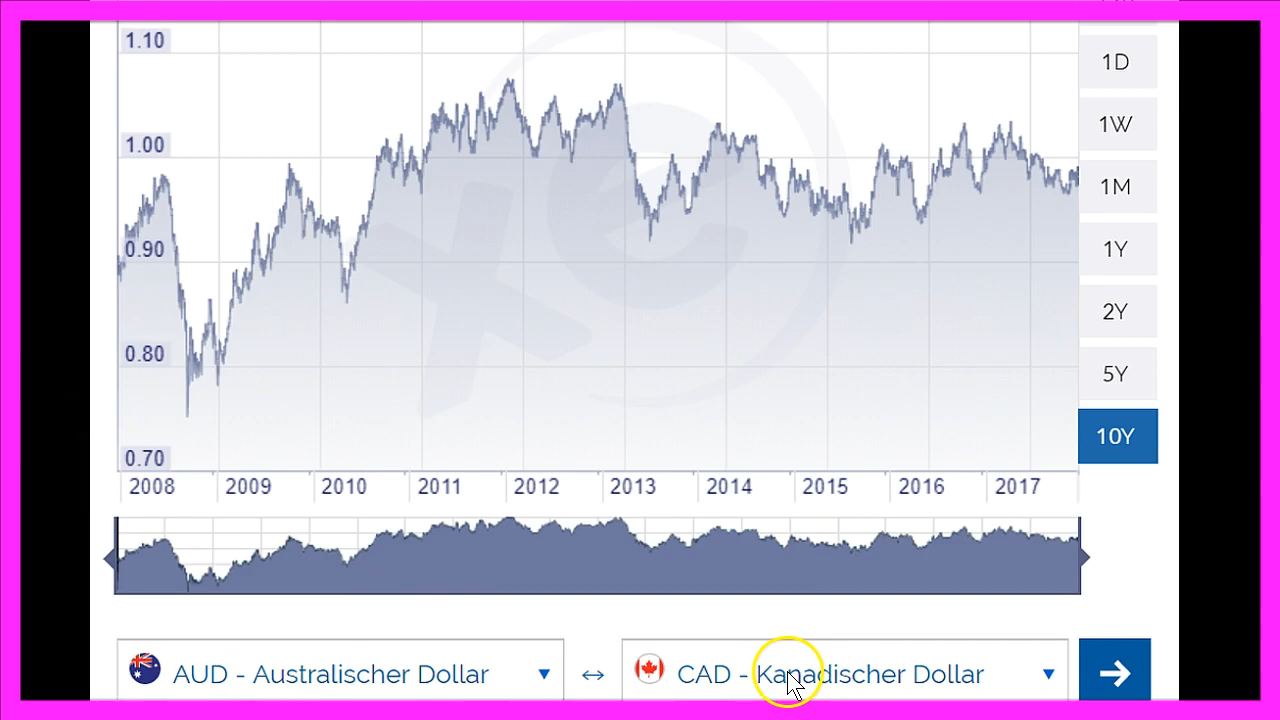 1.10
1.00
0.90
0.80
0.70
2008 2009 2010 2011 2012 2013 2014 2015 2016 2017
xe
1D
1W
1M
1Y
2Y
5Y
10Y
AUD - Australischer Dollar
CAD - Kanadischer Dollar